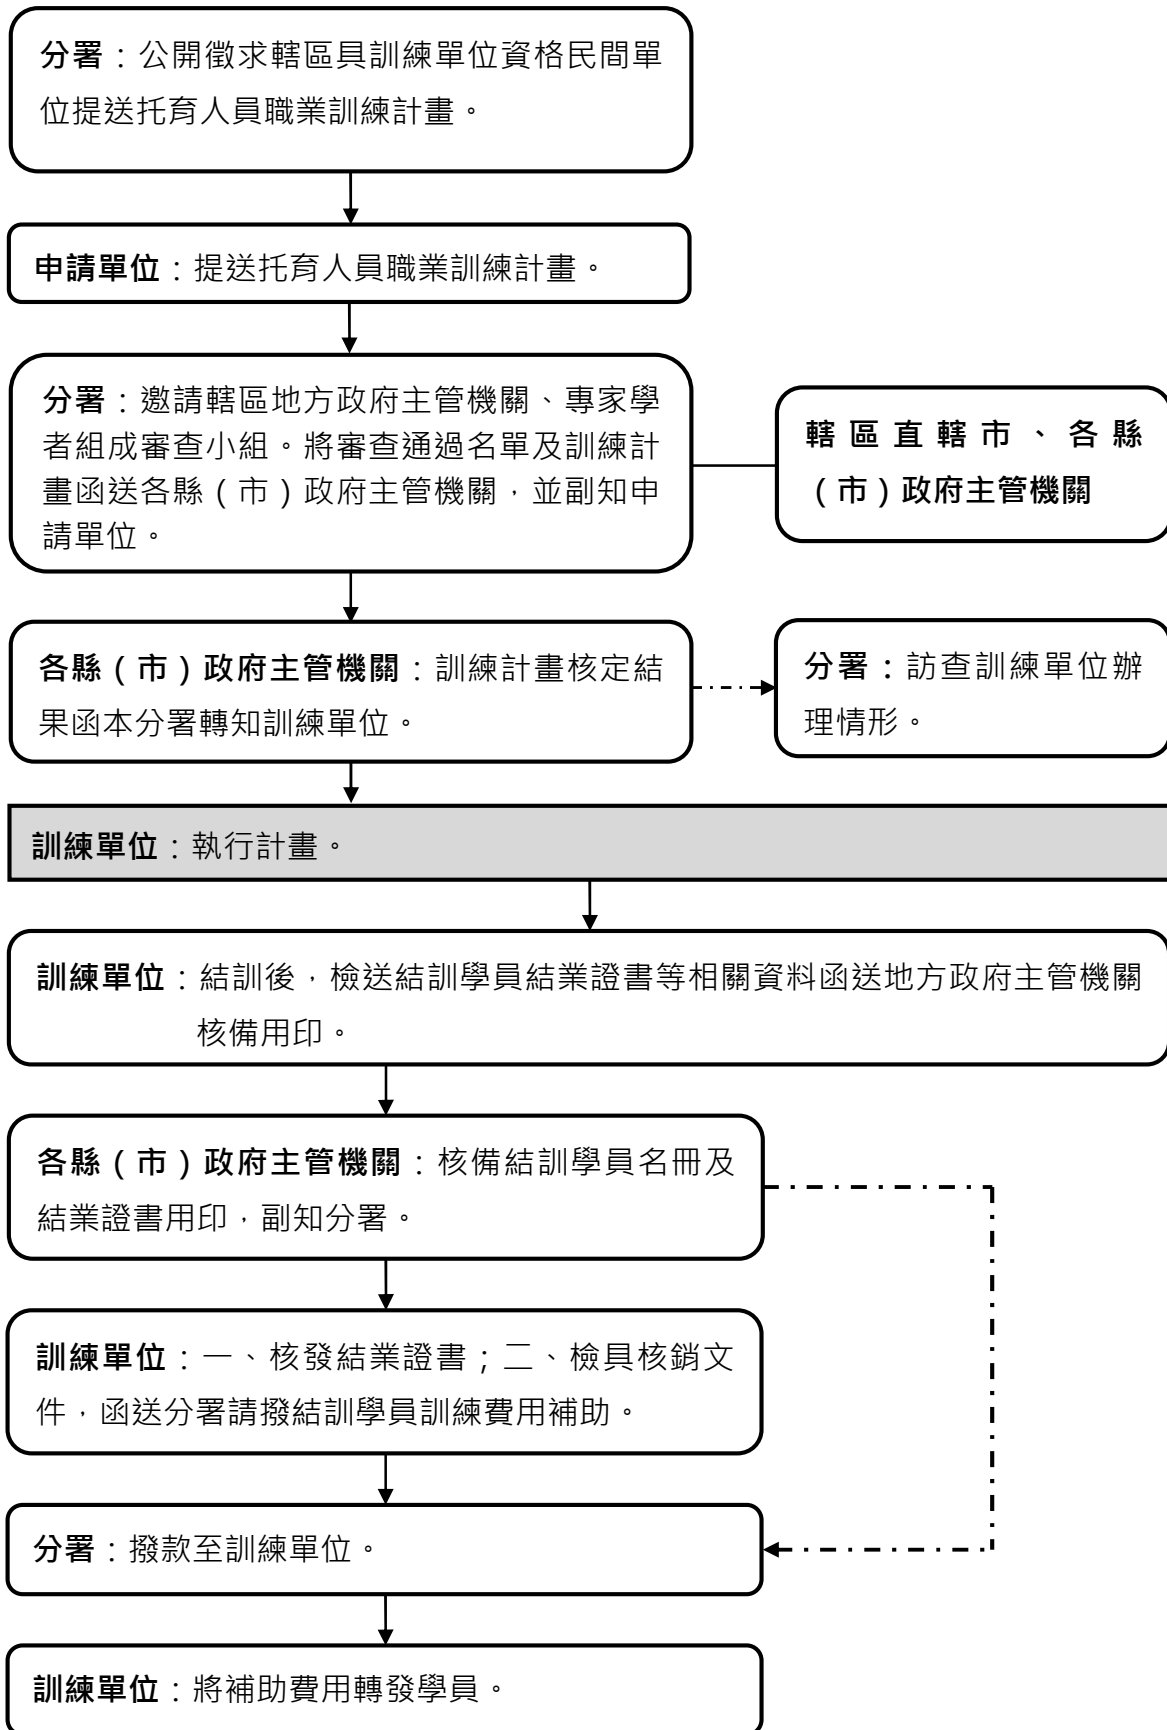 分署：公開徵求轄區具訓練單位資格民間單
位提送托育人員職業訓練計畫。
申請單位：提送托育人員職業訓練計畫。
分署：邀請轄區地方政府主管機關、專家學
者組成審查小組。將審查通過名單及訓練計
畫函送各縣（市）政府主管機關，並副知申
請單位。
轄區直轄市、各縣
（市）政府主管機關
各縣（市）政府主管機關：訓練計畫核定結
果函本分署轉知訓練單位。
分署：訪查訓練單位辦
理情形。
訓練單位：執行計畫。
訓練單位：結訓後，檢送結訓學員結業證書等相關資料函送地方政府主管機關
核備用印。
各縣（市）政府主管機關：核備結訓學員名冊及
結業證書用印，副知分署。
訓練單位：一、核發結業證書；二、檢具核銷文
件，函送分署請撥結訓學員訓練費用補助。
分署：撥款至訓練單位。
訓練單位：將補助費用轉發學員。